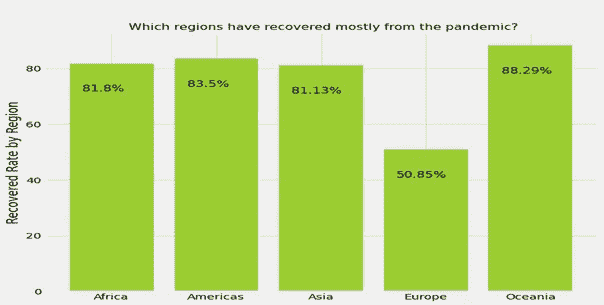 Which regions have recovered mostly from the pandemic?
Recovered Rate by Region
80
60
40
20
0
81.8%
83.5%
81.13%
50.85%
88.29%
Africa
Americas
Asia
Europe
Oceania